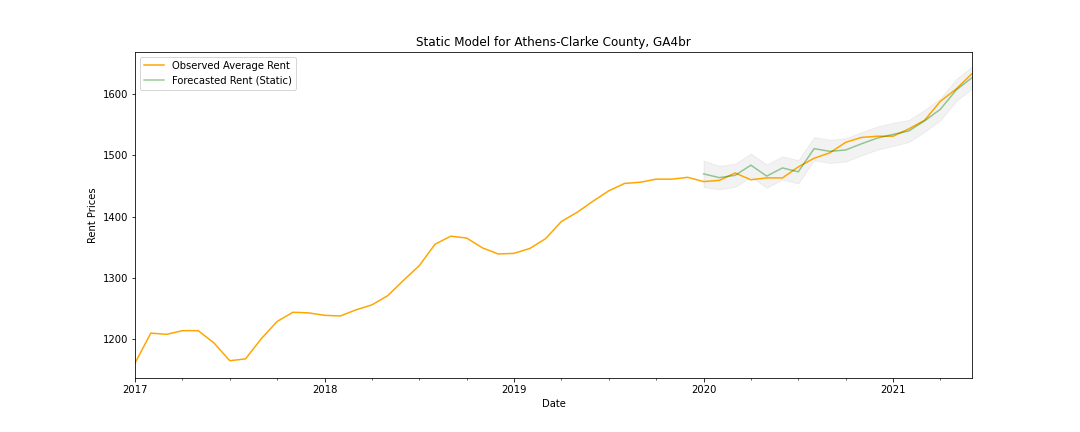 Static Model for Athens-Clarke County, GA4br
Observed Average Rent
Forecasted Rent (Static)
Rent Prices
1600
1500
1400
1300
1200
2017
2018
2019
2020
2021
Date